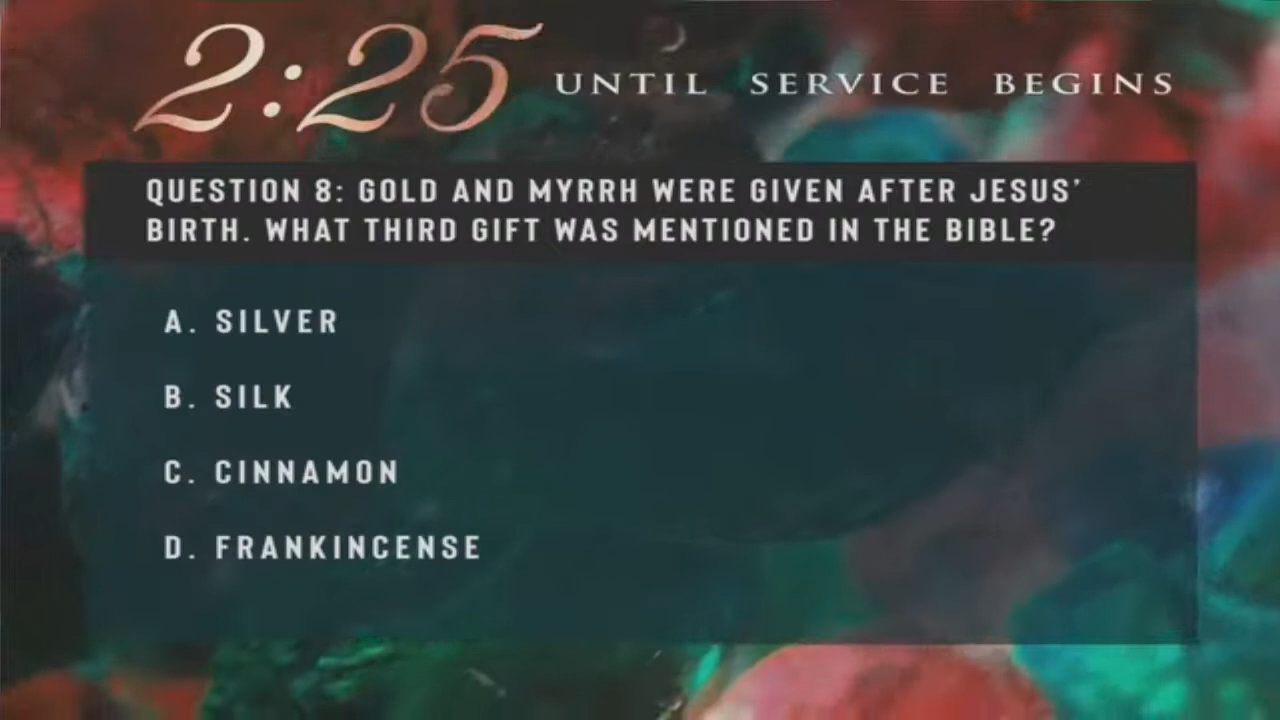 2:25 UNTIL SERVICE BEGINS
QUESTION 8: GOLD AND MYRRH WERE GIVEN AFTER JESUS'
BIRTH. WHAT THIRD GIFT WAS MENTIONED IN THE BIBLE?
A. SILVER
B. SILK
C. CINNAMON
D. FRANKINCENSE